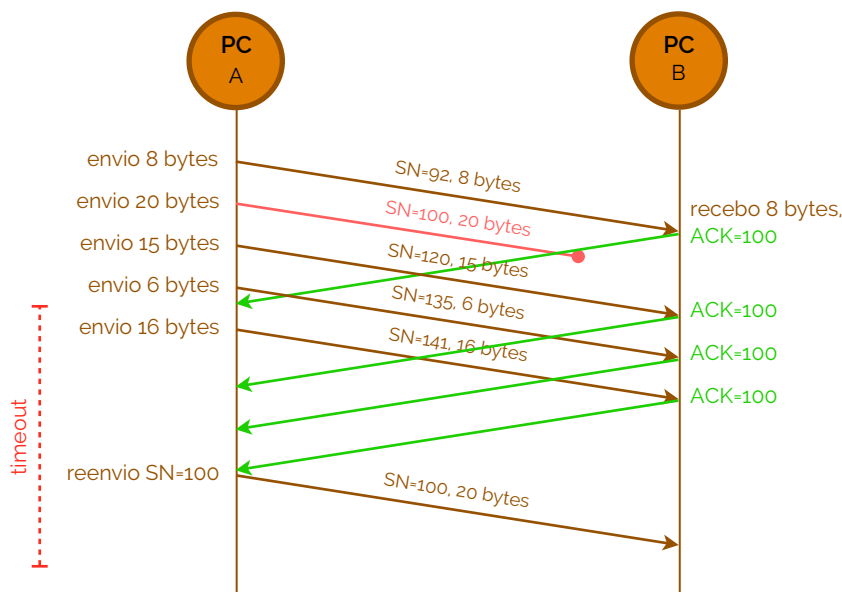 PC
A
PC
B
envio 8 bytes
SN=92, 8 bytes
envio 20 bytes
SN=100, 20 bytes
recebo 8 bytes,
ACK=100
envio 15 bytes
SN=120, 15 bytes
envio 6 bytes
SN=135, 6 bytes
ACK=100
envio 16 bytes
SN=141, 16 bytes
ACK=100
ACK=100
timeout
reenvio SN=100
SN=100, 20 bytes